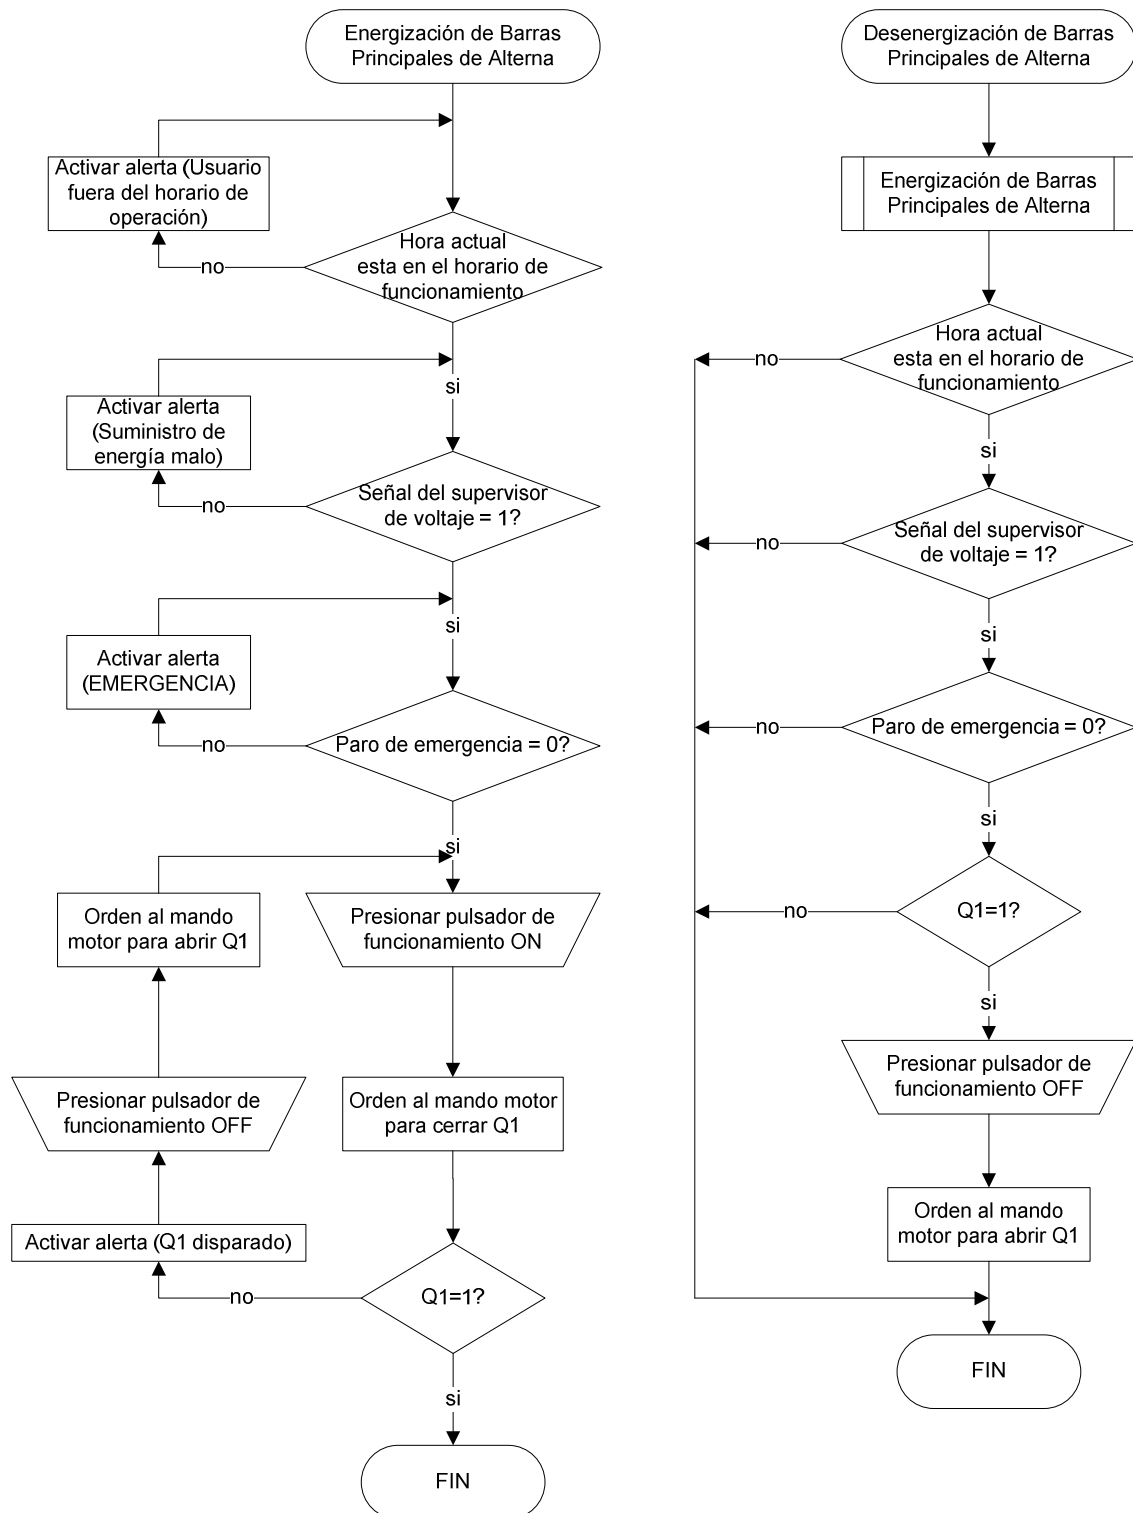 Energización de Barras
Principales de Alterna
Activar alerta (Usuario
fuera del horario de
operación)
Hora actual
esta en el horario de
funcionamiento
no
si
Activar alerta
(Suministro de
energía malo)
Señal del supervisor
de voltaje = 1?
no
si
Activar alerta
(EMERGENCIA)
Paro de emergencia = 0?
no
si
Orden al mando
motor para abrir Q1
Presionar pulsador de
funcionamiento ON
Presionar pulsador de
funcionamiento OFF
Orden al mando motor
para cerrar Q1
Activar alerta (Q1 disparado)
Q1=1?
no
si
FIN
Desenergización de Barras
Principales de Alterna
Energización de Barras
Principales de Alterna
Hora actual
esta en el horario de
funcionamiento
no
si
Señal del supervisor
de voltaje = 1?
no
si
Paro de emergencia = 0?
no
si
Q1=1?
no
si
Presionar pulsador de
funcionamiento OFF
Orden al mando
motor para abrir Q1
FIN